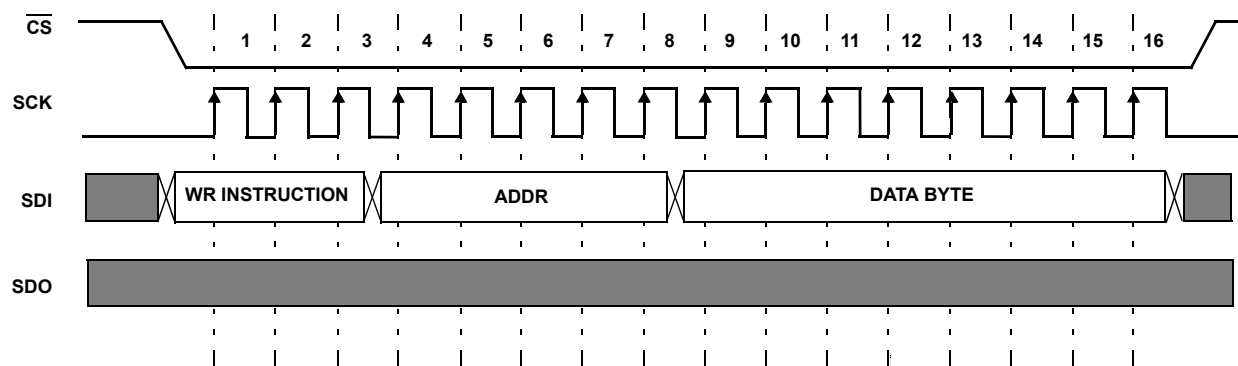 CS
1 2 3 4 5 6 7 8 9 10 11 12 13 14 15 16
SCK
SDI WR INSTRUCTION ADDR DATA BYTE
SDO